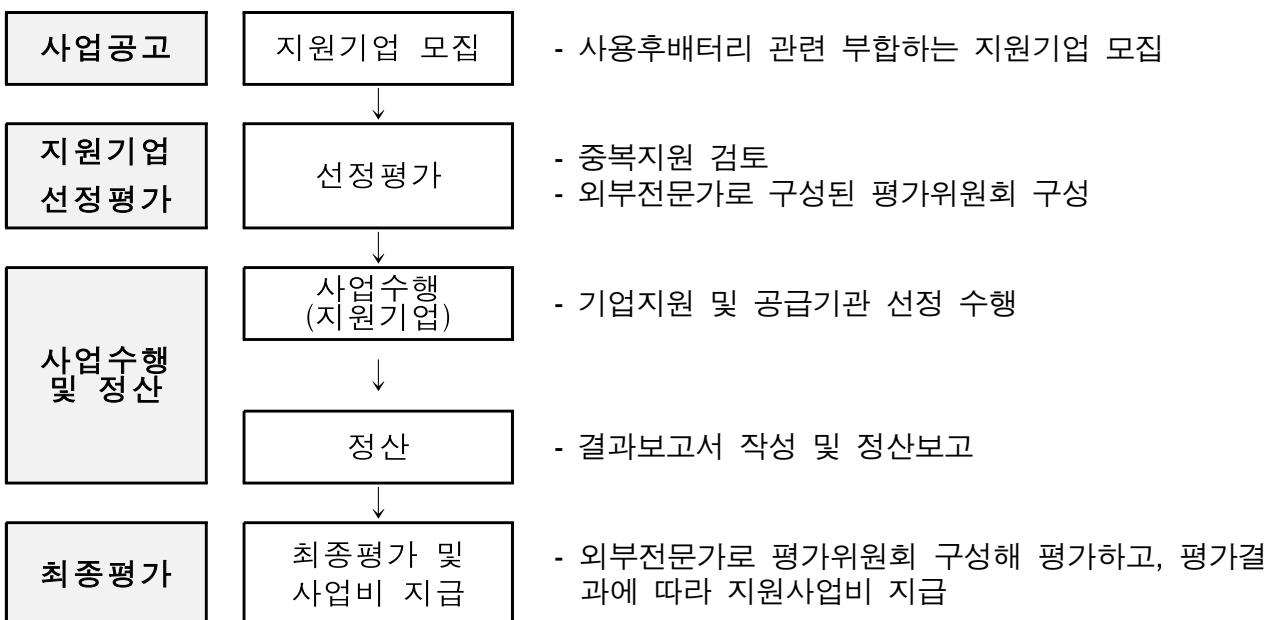 사업공고
지원기업 모집
- 사용후배터리 관련 부합하는 지원기업 모집
↓
지원기업
선정평가
선정평가
- 중복지원 검토
- 외부전문가로 구성된 평가위원회 구성
↓
사업수행
및 정산
사업수행
(지원기업)
- 기업지원 및 공급기관 선정 수행
↓
정산
- 결과보고서 작성 및 정산보고
↓
최종평가
최종평가 및
사업비 지급
- 외부전문가로 평가위원회 구성해 평가하고, 평가결
과에 따라 지원사업비 지급